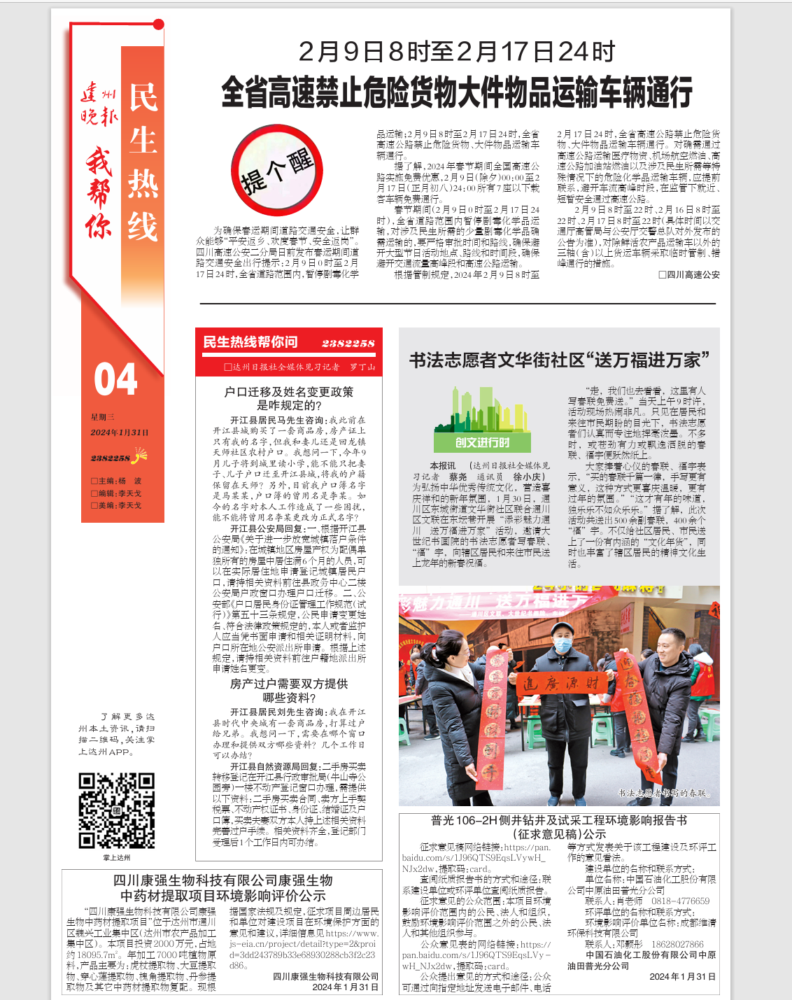 达州晚报
我帮你
民生热线
04
星期三
2024年1月31日
2382258
□主编:杨　波
□编辑:李天戈
□美编:李天戈
了解更多达
州本土资讯,请扫
描二维码,关注掌
上达州APP。
掌上达州
2月9日8时至2月17日24时
全省高速禁止危险货物大件物品运输车辆通行
提个醒
为确保春运期间道路交通安全,让群
众能够“平安返乡、欢度春节、安全返岗”。
四川高速公安二分局日前发布春运期间道
路交通安全出行提示:2月9日0时至2月
17日24时,全省道路范围内,暂停剧毒化学
品运输;2月9日8时至2月17日24时,全省
高速公路禁止危险货物、大件物品运输车
辆通行。
据了解,2024年春节期间全国高速公
路实施免费优惠,2月9日(除夕)00:00至2
月17日(正月初八)24:00所有7座以下载
客车辆免费通行。
春节期间(2月9日0时至2月17日24
时),全省道路范围内暂停剧毒化学品运
输,对涉及民生所需的少量剧毒化学品确
需运输的,要严格审批时间和路线,确保避
开大型节日活动地点、路线和时间段,确保
避开交通流量高峰段和高速公路运输。
根据管制规定,2024年2月9日8时至
2月17日24时,全省高速公路禁止危险货
物、大件物品运输车辆通行。对确需通过
高速公路运输医疗物资、机场航空燃油、高
速公路加油站燃油以及涉及民生所需等特
殊情况下的危险化学品运输车辆,应提前
联系,避开车流高峰时段,在监管下就近、
短暂安全通过高速公路。
2月9日8时至22时、2月16日8时至
22时、2月17日8时至22时(具体时间以交
通厅高管局与公安厅交警总队对外发布的
公告为准),对除鲜活农产品运输车以外的
三轴(含)以上货运车辆采取临时管制、错
峰通行的措施。
□四川高速公安
民生热线帮你问　2382258
□达州日报社全媒体见习记者　罗丁山
户口迁移及姓名变更政策
是咋规定的?
开江县居民马先生咨询:我此前在
开江县城购买了一套商品房,房产证上
只有我的名字,但我和妻儿还是回龙镇
天师社区农村户口。我想问一下,今年9
月儿子将到城里读小学,能不能只把妻
子、儿子户口迁至开江县城,将我的户籍
保留在天师?另外,目前我户口簿名字
是马某某,户口簿的曾用名是李某。如
今的名字对本人工作造成了一些困扰,
能不能将曾用名李某更改为正式名字?
开江县公安局回复:一、根据开江县
公安局《关于进一步放宽城镇落户条件
的通知》:在城镇地区房屋产权为配偶单
独所有的房屋中居住满6个月的人员,可
以在实际居住地申请登记城镇居民户
口,请持相关资料前往县政务中心二楼
公安局户政窗口办理户口迁移。二、公
安部《户口居民身份证管理工作规范(试
行)》第五十三条规定,公民申请变更姓
名、符合法律政策规定的,本人或者监护
人应当凭书面申请和相关证明材料,向
户口所在地公安派出所申请。根据上述
规定,请持相关资料前往户籍地派出所
申请姓名更变。
房产过户需要双方提供
哪些资料?
开江县居民刘先生咨询:我在开江
县时代中央城有一套商品房,打算过户
给兄弟。我想问一下,需要在哪个窗口
办理和提供双方哪些资料?几个工作日
可以办结?
开江县自然资源局回复:二手房买卖
转移登记在开江县行政审批局(牛山寺公
园旁)一楼不动产登记窗口办理,需提供
以下资料:二手房买卖合同、卖方上手契
税票、不动产权证书、身份证、结婚证及户
口簿,买卖夫妻双方本人持上述相关资料
完善过户手续。相关资料齐全,登记部门
受理后1个工作日内可办结。
书法志愿者文华街社区“送万福进万家”
创文进行时
本报讯　(达州日报社全媒体见
习记者　蔡尧　通讯员　徐小庆)
为弘扬中华优秀传统文化，营造喜
庆祥和的新年氛围，1月30日，通
川区东城街道文华街社区联合通川
区文联在东坛巷开展“添彩魅力通
川　送万福进万家”活动，邀请大
世纪书画院的书法志愿者写春联、
“福”字，向辖区居民和来往市民送
上龙年的新春祝福。
“走，我们也去看看，这里有人
写春联免费送。”当天上午9时许，
活动现场热闹非凡。只见在居民和
来往市民期盼的目光下，书法志愿
者们认真而专注地挥毫泼墨。不多
时，或苍劲有力或飘逸洒脱的春
联、福字便跃然纸上。
大家捧着心仪的春联、福字表
示，“买的春联千篇一律，手写更有
意义，这种方式更喜庆温暖，更有
过年的氛围。”“这才有年的味道，
独乐乐不如众乐乐。”据了解，此次
活动共送出500余副春联，400余个
“福”字。不仅给社区居民、市民送
上了一份有内涵的“文化年货”，同
时也丰富了辖区居民的精神文化生
活。
彩魅力通川　送万福进万
進廣源財
书法志愿者书写的春联。
四川康强生物科技有限公司康强生物
中药材提取项目环境影响评价公示
“四川康强生物科技有限公司康强
生物中药材提取项目”位于达州市通川
区魏兴工业集中区(达州市农产品加工
集中区)。本项目投资2000万元,占地
约18095.7m²。年加工7000吨植物原
料,产品主要为:虎杖提取物、大豆提取
物、穿心莲提取物、槐角提取物、丹参提
取物及其它中药材提取物复配。现根
据国家法规及规定,征求项目周边居民
和单位对建设项目在环境保护方面的
意见和建议,详细信息见https://www.
js-eia.cn/project/detail?type=2&proi
d=3dd243789b33e68930288cb3f2c23
d86。
四川康强生物科技有限公司
2024年1月31日
普光106-2H侧井钻井及试采工程环境影响报告书
(征求意见稿)公示
征求意见稿网络链接:https://pan.
baidu.com/s/1J96QTS9EqsLVywH_
NJx2dw,提取码:card。
查阅纸质报告书的方式和途径:联
系建设单位或环评单位查阅纸质报告。
征求意见的公众范围:本项目环境
影响评价范围内的公民、法人和组织,
鼓励环境影响评价范围之外的公民、法
人和其他组织参与。
公众意见表的网络链接:https://
pan.baidu.com/s/1J96QTS9EqsLVy-
wH_NJx2dw,提取码:card。
公众提出意见的方式和途径:公众
可通过向指定地址发送电子邮件、电话
等方式发表关于该工程建设及环评工
作的意见看法。
建设单位的名称和联系方式:
单位名称:中国石油化工股份有限
公司中原油田普光分公司
联系人:肖老师　0818-4776659
环评单位的名称和联系方式:
环境影响评价单位名称:成都维清
环保科技有限公司
联系人:邓颢彤　18628027866
中国石油化工股份有限公司中原
油田普光分公司
2024年1月31日